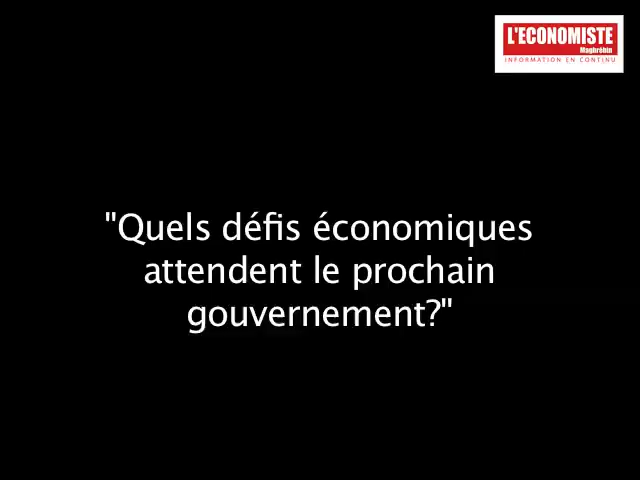 L'ECONOMISTE
Maghrébin
INFORMATION EN CONTINU
"Quels défis économiques
attendent le prochain
gouvernement?"